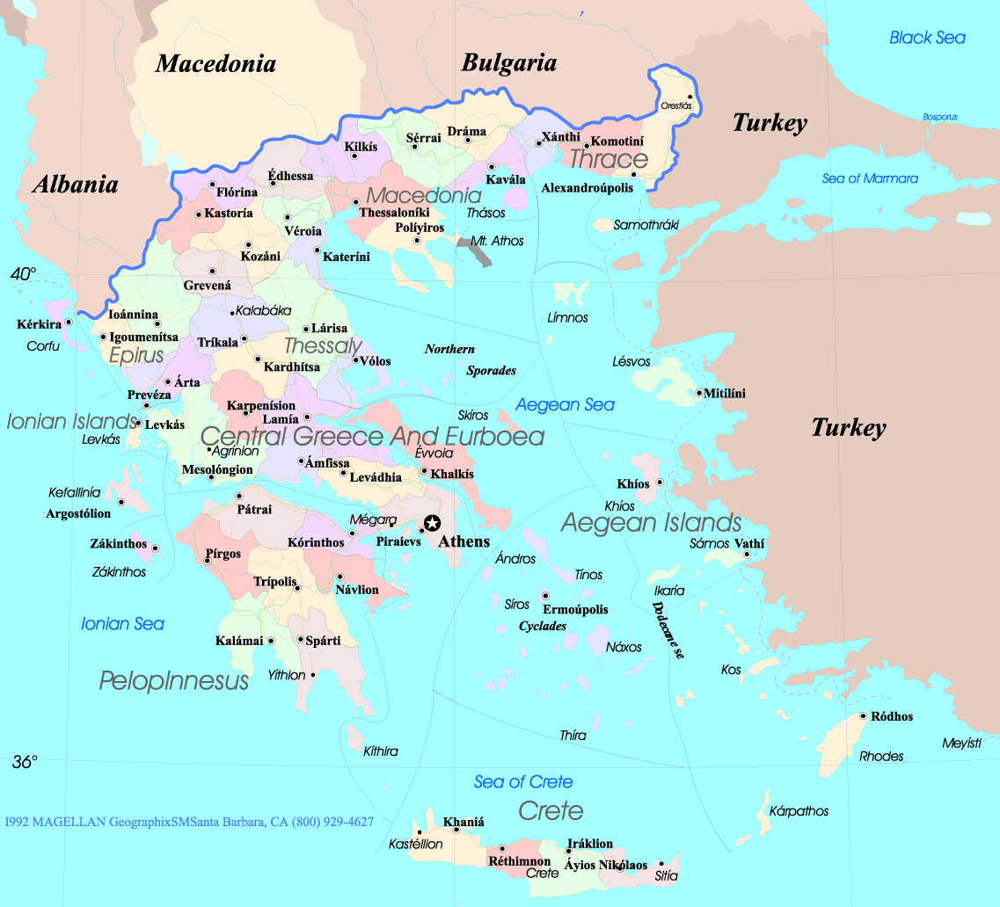 Black Sea
Macedonia
Bulgaria
Orestiás
Turkey
Bosporus
Sérrai
Dráma
Xánthi
Komotiní
Kilkís
Thrace
Albania
Édhessa
Flórina
Kavála
Alexandroúpolis
Sea of Marmara
Macedonia
Kastoría
Thessaloníki
Thásos
Véroia
Políyiros
Samothráki
Mt. Athos
Kozáni
Kateríni
40°
Grevená
Ioánnina
Kalabáka
Límnos
Kérkira
Igoumenítsa
Lárisa
Corfu
Epirus
Tríkala
Thessaly
Northern
Sporades
Kardhítsa
Vólos
Lésvos
Árta
Mitilíni
Prevéza
Karpenísion
Aegean Sea
Ionian Islands
Levkás
Lamía
Skíros
Turkey
Levkás
Central Greece And Eurboea
Agrinion
Évvoia
Mesolóngion
Ámfissa
Levádhia
Khalkís
Khíos
Kefallinía
Argostólion
Pátrai
Khíos
Mégara
Aegean Islands
Zákinthos
Kórinthos
Piraievs
Athens
Sámos
Vathí
Pírgos
Ándros
Zákinthos
Trípolis
Návlion
Tínos
Ikaría
Síros
Ermoúpolis
Ionian Sea
Cyclades
Dodecane se
Kalámai
Spárti
Náxos
Peloplnnesus
Yíthion
Kos
Ródhos
Thíra
Meyísti
Kíthira
Rhodes
36°
Sea of Crete
Crete
Kárpathos
I992 MAGELLAN GeographixSMSanta Barbara, CA (800) 929-4627
Khaniá
Kastéllion
Iráklion
Réthimnon
Áyios Nikólaos
Crete
Sitía